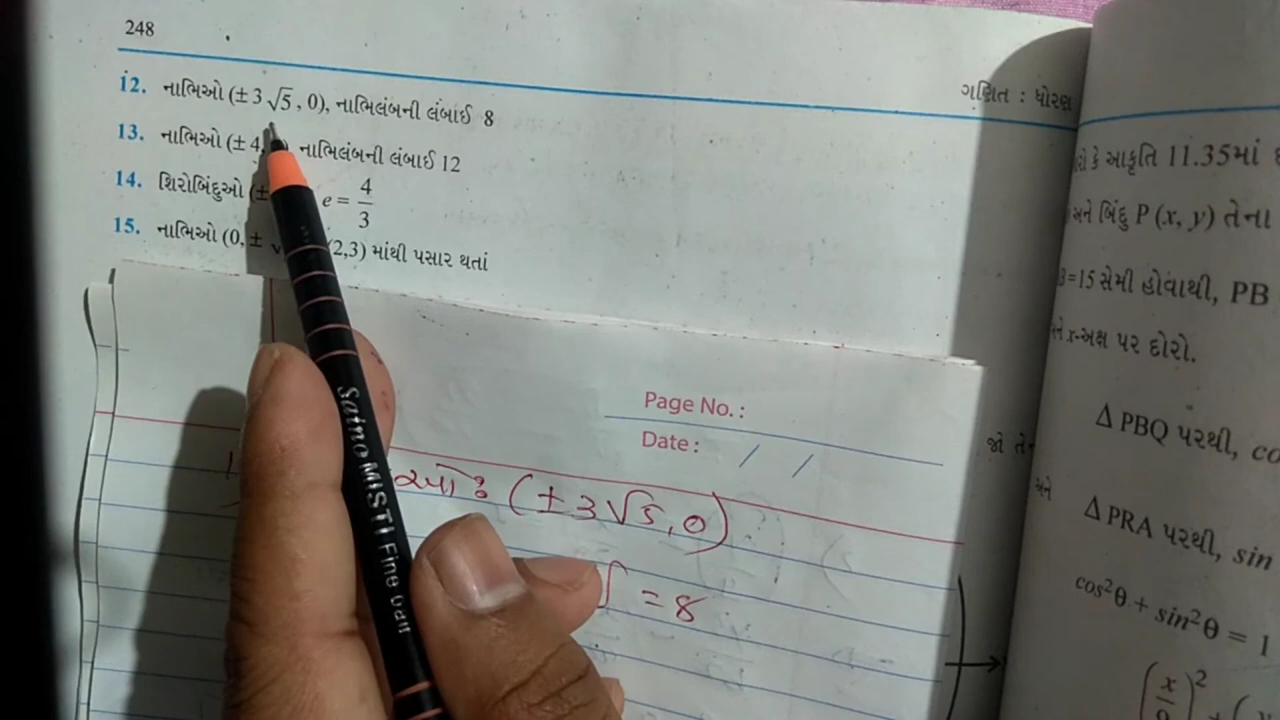 248
ગણિત : ધોરણ
12. નાભિઓ (± 3 √5 , 0), નાભિલંબની લંબાઈ 8
13. નાભિઓ (± 4, નાભિલંબની લંબાઈ 12
14. શિરોબિંદુઓ (± e = 4/3
15. નાભિઓ (0, ± (2,3) માંથી પસાર થતાં
Page No. :
Date : / /
(±3√5,0)
= 8
Satno MISTI Fine ball
કે આકૃતિ 11.35માં
અને બિંદુ P (x, y) તેના
=15 સેમી હોવાથી, PB
x-અક્ષ પર દોરો.
જો
Δ PBQ પરથી,
અને
Δ PRA પરથી, sin
cos²θ + sin²θ = 1